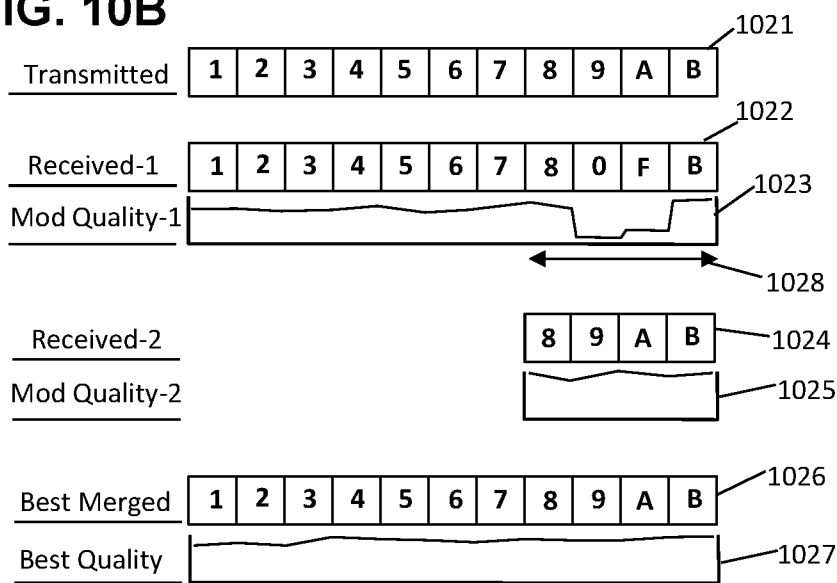 IG. 10B
1021
Transmitted 1 2 3 4 5 6 7 8 9 A B
1022
Received-1 1 2 3 4 5 6 7 8 0 F B
Mod Quality-1 1023
1028
Received-2 8 9 A B 1024
Mod Quality-2 1025
Best Merged 1 2 3 4 5 6 7 8 9 A B 1026
Best Quality 1027